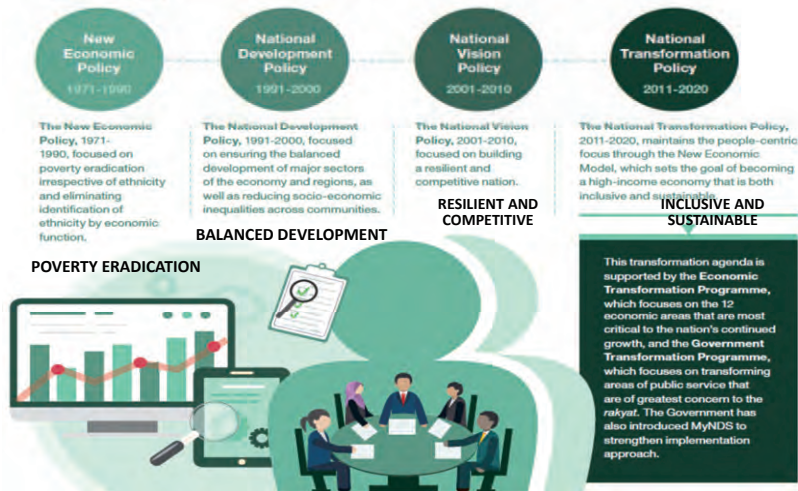 New
Economic
Policy
1971-1990
National
Development
Policy
1991-2000
National
Vision
Policy
2001-2010
National
Transformation
Policy
2011-2020
The New Economic
Policy, 1971-
1990, focused on
poverty eradication
irrespective of ethnicity
and eliminating
identification of
ethnicity by economic
function.
POVERTY ERADICATION
The National Development
Policy, 1991-2000, focused
on ensuring the balanced
development of major sectors
of the economy and regions, as
well as reducing socio-economic
inequalities across communities.
BALANCED DEVELOPMENT
The National Vision
Policy, 2001-2010,
focused on building
a resilient and
competitive nation.
RESILIENT AND
COMPETITIVE
The National Transformation Policy,
2011-2020, maintains the people-centric
focus through the New Economic
Model, which sets the goal of becoming
a high-income economy that is both
inclusive and sustainable.
INCLUSIVE AND
SUSTAINABLE
This transformation agenda is
supported by the Economic
Transformation Programme,
which focuses on the 12
economic areas that are most
critical to the nation's continued
growth, and the Government
Transformation Programme,
which focuses on transforming
areas of public service that
are of greatest concern to the
rakyat. The Government has
also introduced MyNDS to
strengthen implementation
approach.